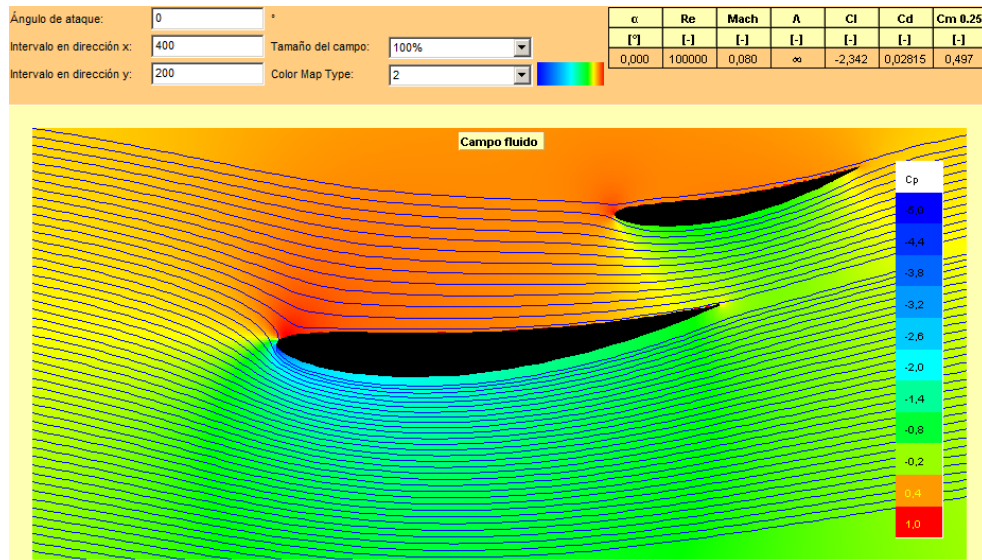 Ángulo de ataque: 0 °
Intervalo en dirección x: 400 Tamaño del campo: 100%
Intervalo en dirección y: 200 Color Map Type: 2
α Re Mach Λ Cl Cd Cm 0.25
[°] [-] [-] [-] [-] [-] [-]
0,000 100000 0,080 ∞ -2,342 0,02815 0,497
Campo fluido
Cp
-5,0
-4,4
-3,8
-3,2
-2,6
-2,0
-1,4
-0,8
-0,2
0,4
1,0